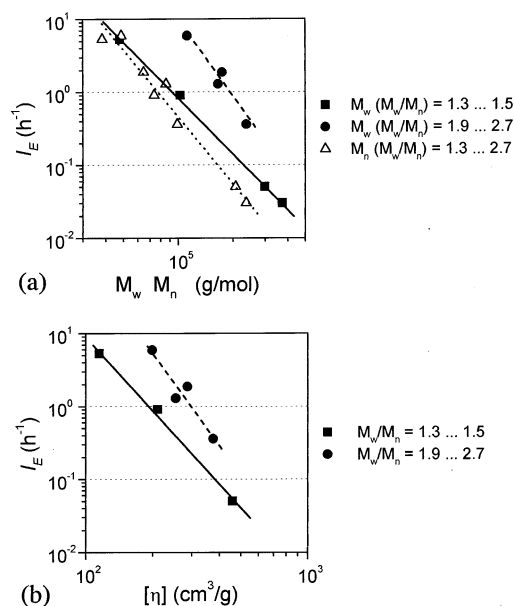 10¹
10⁰
10⁻¹
10⁻²
I_E (h⁻¹)
10⁵
(a) M_w M_n (g/mol)
■ M_w (M_w/M_n) = 1.3 ... 1.5
● M_w (M_w/M_n) = 1.9 ... 2.7
△ M_n (M_w/M_n) = 1.3 ... 2.7
10¹
10⁰
10⁻¹
10⁻²
I_E (h⁻¹)
10² 10³
(b) [η] (cm³/g)
■ M_w/M_n = 1.3 ... 1.5
● M_w/M_n = 1.9 ... 2.7